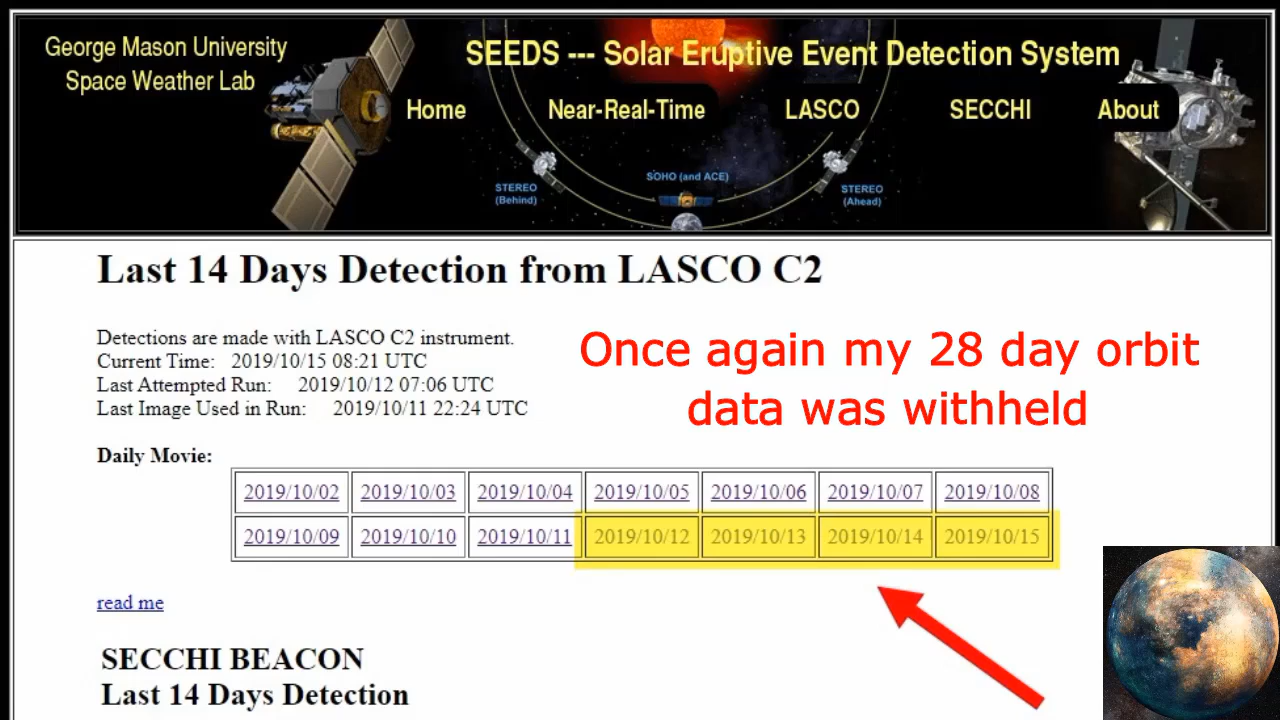 George Mason University
Space Weather Lab
SEEDS --- Solar Eruptive Event Detection System
Home Near-Real-Time LASCO SECCHI About
STEREO
(Behind)
SOHO (and ACE)
STEREO
(Ahead)
Last 14 Days Detection from LASCO C2
Detections are made with LASCO C2 instrument.
Current Time: 2019/10/15 08:21 UTC
Last Attempted Run: 2019/10/12 07:06 UTC
Last Image Used in Run: 2019/10/11 22:24 UTC
Once again my 28 day orbit
data was withheld
Daily Movie:
2019/10/02 2019/10/03 2019/10/04 2019/10/05 2019/10/06 2019/10/07 2019/10/08
2019/10/09 2019/10/10 2019/10/11 2019/10/12 2019/10/13 2019/10/14 2019/10/15
read me
SECCHI BEACON
Last 14 Days Detection